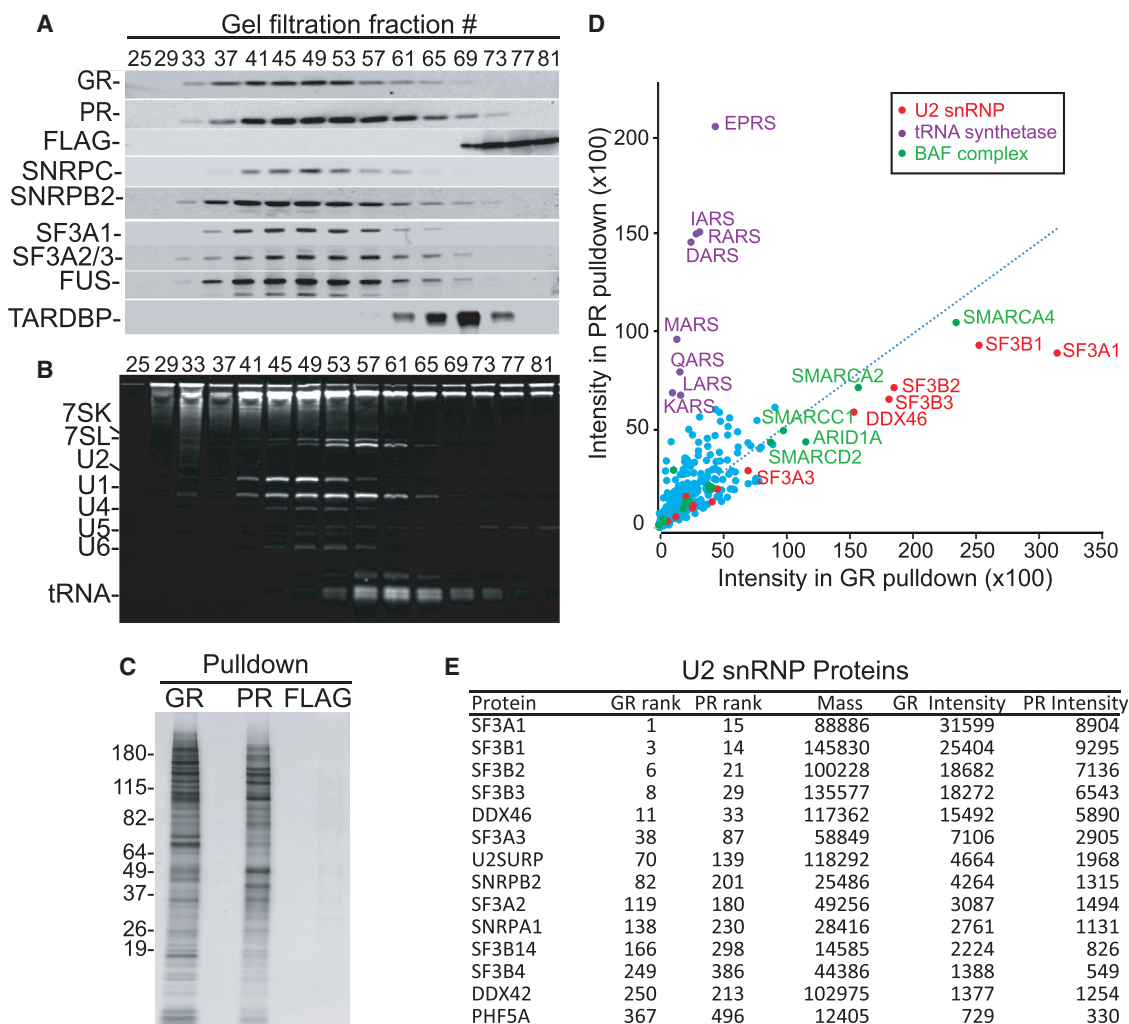 A
Gel filtration fraction #
25 29 33 37 41 45 49 53 57 61 65 69 73 77 81
GR-
PR-
FLAG-
SNRPC-
SNRPB2-
SF3A1-
SF3A2/3-
FUS-
TARDBP-
B
25 29 33 37 41 45 49 53 57 61 65 69 73 77 81
7SK
7SL
U2
U1
U4
U5
U6
tRNA-
C
Pulldown
GR PR FLAG
180-
115-
82-
64-
49-
37-
26-
19-
D
Intensity in PR pulldown (x100)
200
150
100
50
0
0 50 100 150 200 250 300 350
Intensity in GR pulldown (x100)
U2 snRNP
tRNA synthetase
BAF complex
EPRS
IARS
RARS
DARS
MARS
QARS
LARS
KARS
SMARCA4
SF3B1
SF3A1
SMARCA2
SF3B2
SF3B3
DDX46
SMARCC1
ARID1A
SMARCD2
SF3A3
E
U2 snRNP Proteins
Protein GR rank PR rank Mass GR Intensity PR Intensity
SF3A1 1 15 88886 31599 8904
SF3B1 3 14 145830 25404 9295
SF3B2 6 21 100228 18682 7136
SF3B3 8 29 135577 18272 6543
DDX46 11 33 117362 15492 5890
SF3A3 38 87 58849 7106 2905
U2SURP 70 139 118292 4664 1968
SNRPB2 82 201 25486 4264 1315
SF3A2 119 180 49256 3087 1494
SNRPA1 138 230 28416 2761 1131
SF3B14 166 298 14585 2224 826
SF3B4 249 386 44386 1388 549
DDX42 250 213 102975 1377 1254
PHF5A 367 496 12405 729 330